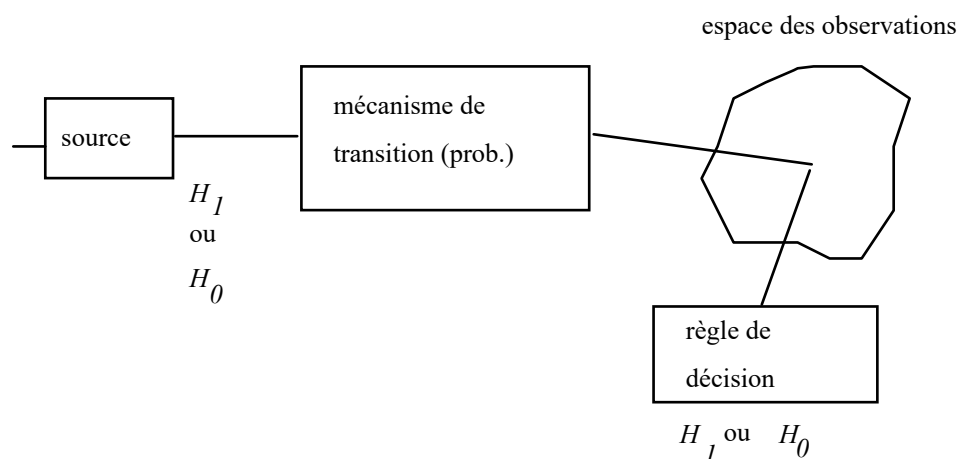 espace des observations
source
mécanisme de
transition (prob.)
H1
ou
H0
règle de
décision
H1 ou H0